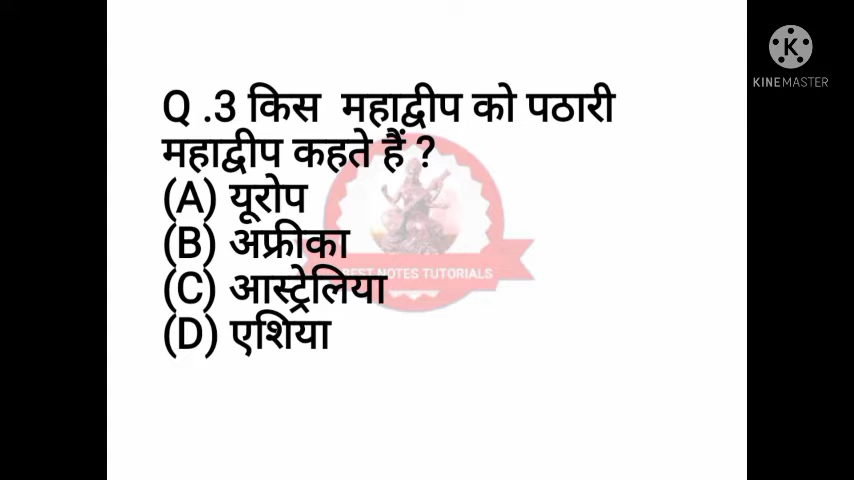 Q .3 किस महाद्वीप को पठारी
महाद्वीप कहते हैं ?
(A) यूरोप
(B) अफ्रीका
(C) आस्ट्रेलिया
(D) एशिया
BEST NOTES TUTORIALS
K
KINEMASTER